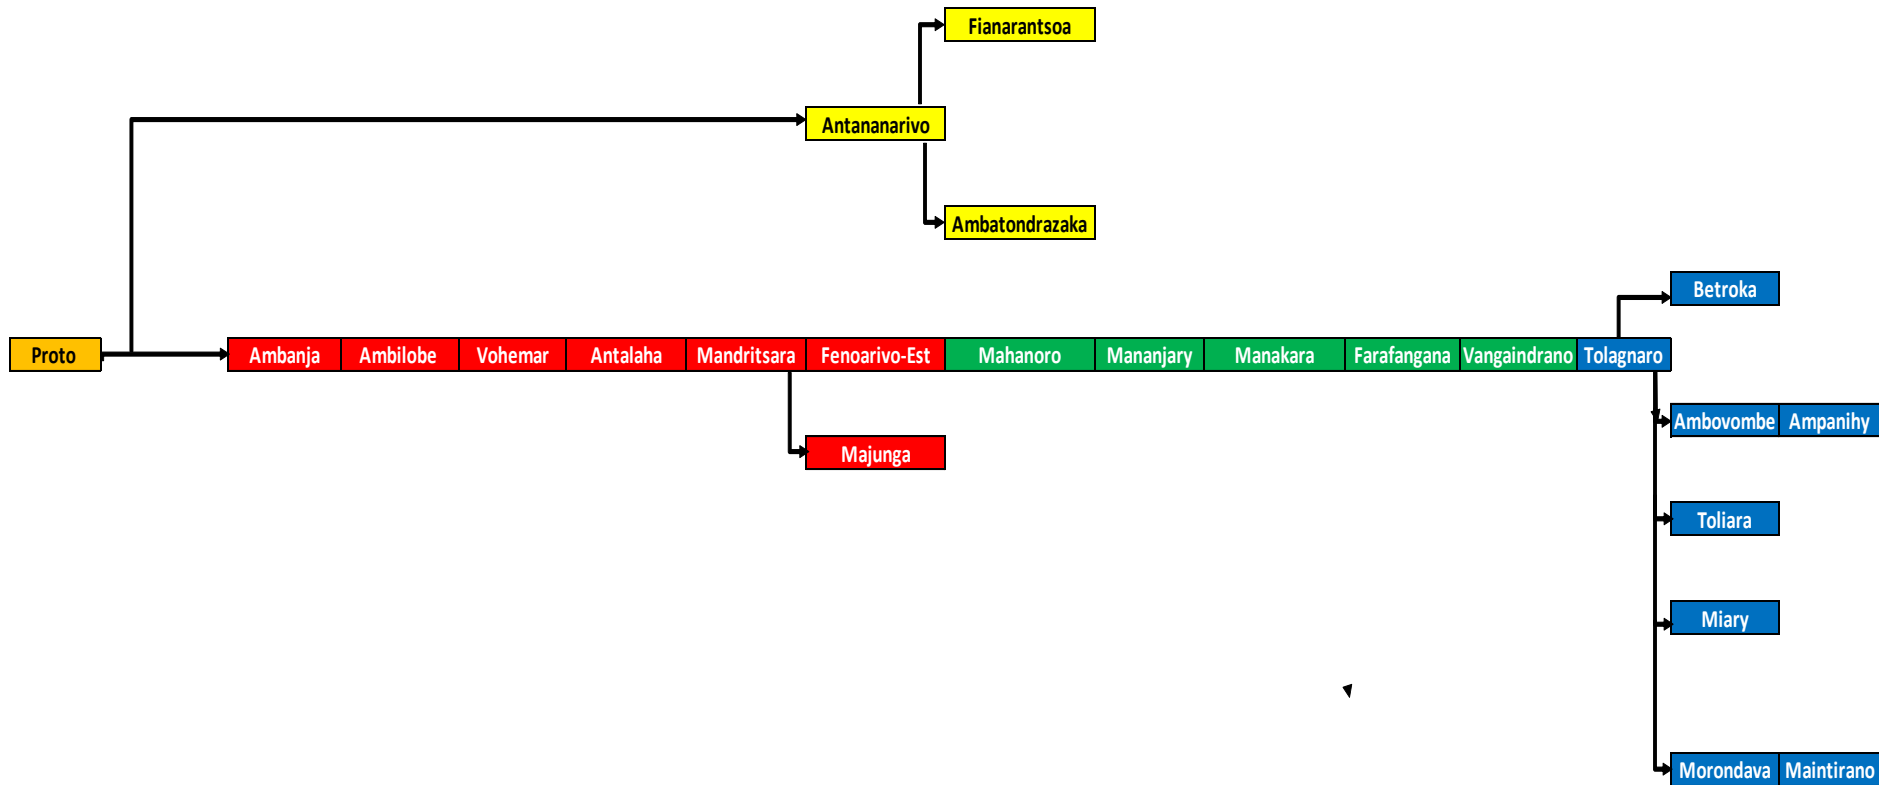 Fianarantsoa
Antananarivo
Ambatondrazaka
Betroka
Proto
Ambanja Ambilobe Vohemar Antalaha Mandritsara Fenoarivo-Est Mahanoro Mananjary Manakara Farafangana Vangaindrano Tolagnaro
Ambovombe Ampanihy
Majunga
Toliara
Miary
Morondava Maintirano